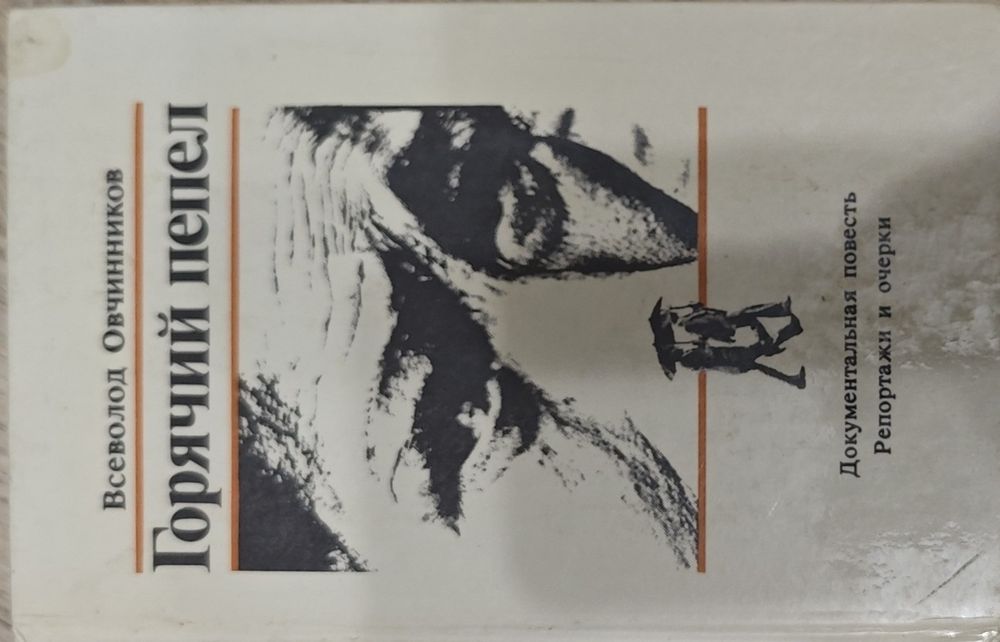 Всеволод Овчинников
Горячий пепел
Документальная повесть
Репортажи и очерки